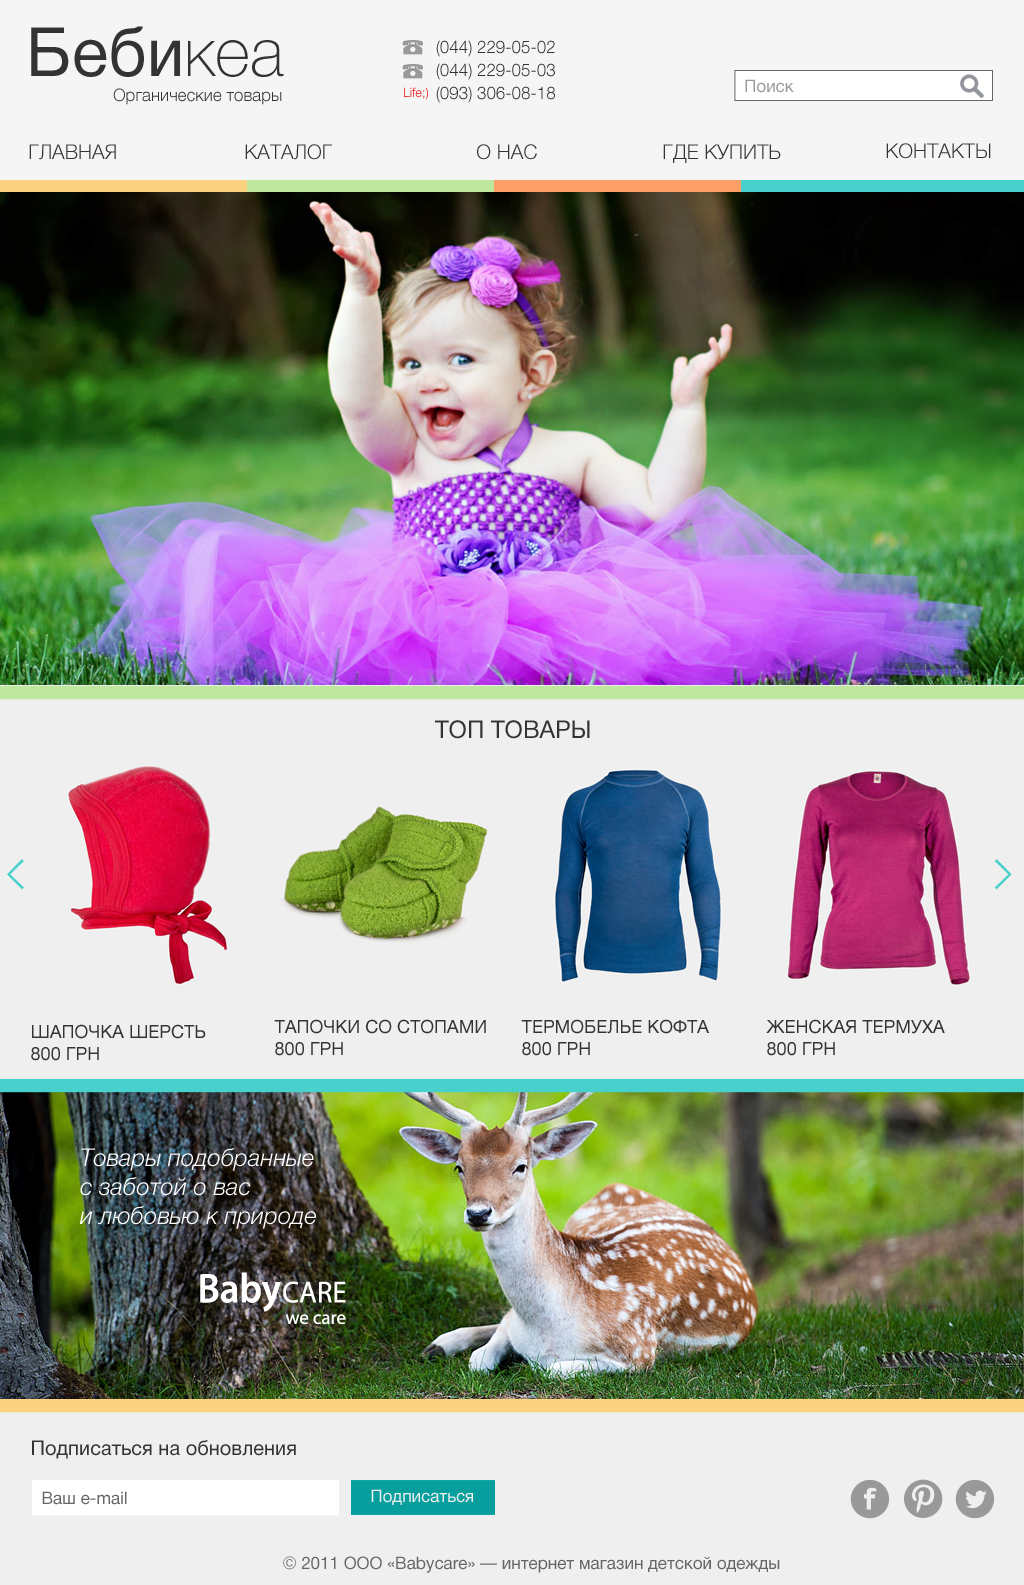 Бебикеа
Органические товары
(044) 229-05-02
(044) 229-05-03
Life;) (093) 306-08-18
Поиск
ГЛАВНАЯ
КАТАЛОГ
О НАС
ГДЕ КУПИТЬ
КОНТАКТЫ
ТОП ТОВАРЫ
ШАПОЧКА ШЕРСТЬ
800 ГРН
ТАПОЧКИ СО СТОПАМИ
800 ГРН
ТЕРМОБЕЛЬЕ КОФТА
800 ГРН
ЖЕНСКАЯ ТЕРМУХА
800 ГРН
Товары подобранные
с заботой о вас
и любовью к природе
BabyCARE
we care
Подписаться на обновления
Ваш e-mail
Подписаться
© 2011 ООО «Babycare» — интернет магазин детской одежды